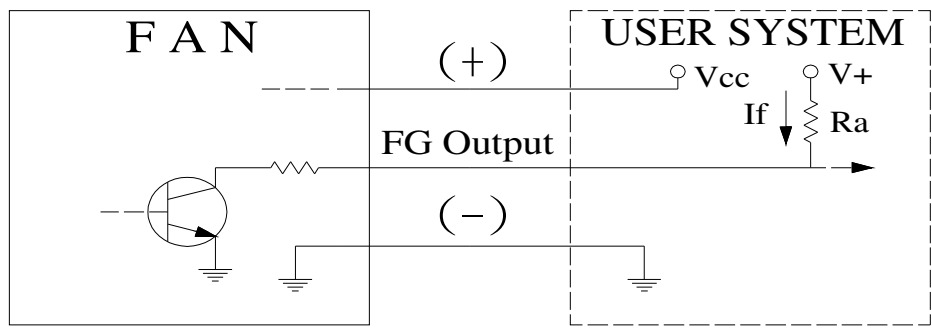 F A N
USER SYSTEM
(+)
Vcc
V+
If
Ra
FG Output
(-)